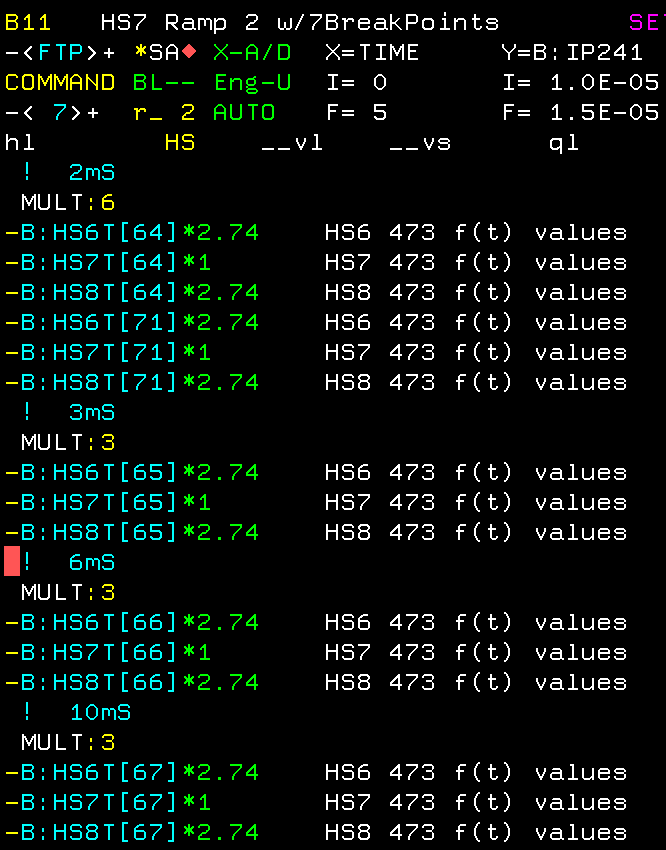 B11   HS7 Ramp 2 w/7BreakPoints        SE
-<FTP>+ *SA♦ X-A/D  X=TIME     Y=B:IP241
COMMAND BL-- Eng-U  I= 0       I= 1.0E-05
-< 7>+  r_ 2 AUTO   F= 5       F= 1.5E-05
hl        HS    __vl    __vs      ql
!  2mS
MULT:6
-B:HS6T[64]*2.74    HS6 473 f(t) values
-B:HS7T[64]*1       HS7 473 f(t) values
-B:HS8T[64]*2.74    HS8 473 f(t) values
-B:HS6T[71]*2.74    HS6 473 f(t) values
-B:HS7T[71]*1       HS7 473 f(t) values
-B:HS8T[71]*2.74    HS8 473 f(t) values
!  3mS
MULT:3
-B:HS6T[65]*2.74    HS6 473 f(t) values
-B:HS7T[65]*1       HS7 473 f(t) values
-B:HS8T[65]*2.74    HS8 473 f(t) values
!  6mS
MULT:3
-B:HS6T[66]*2.74    HS6 473 f(t) values
-B:HS7T[66]*1       HS7 473 f(t) values
-B:HS8T[66]*2.74    HS8 473 f(t) values
!  10mS
MULT:3
-B:HS6T[67]*2.74    HS6 473 f(t) values
-B:HS7T[67]*1       HS7 473 f(t) values
-B:HS8T[67]*2.74    HS8 473 f(t) values